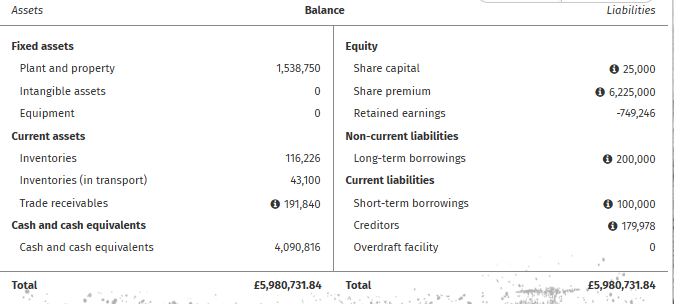 Assets Balance Liabilities
Fixed assets Equity
Plant and property 1,538,750 Share capital 25,000
Intangible assets 0 Share premium 6,225,000
Equipment 0 Retained earnings -749,246
Current assets Non-current liabilities
Inventories 116,226 Long-term borrowings 200,000
Inventories (in transport) 43,100 Current liabilities
Trade receivables 191,840 Short-term borrowings 100,000
Cash and cash equivalents Creditors 179,978
Cash and cash equivalents 4,090,816 Overdraft facility 0
Total £5,980,731.84 Total £5,980,731.84